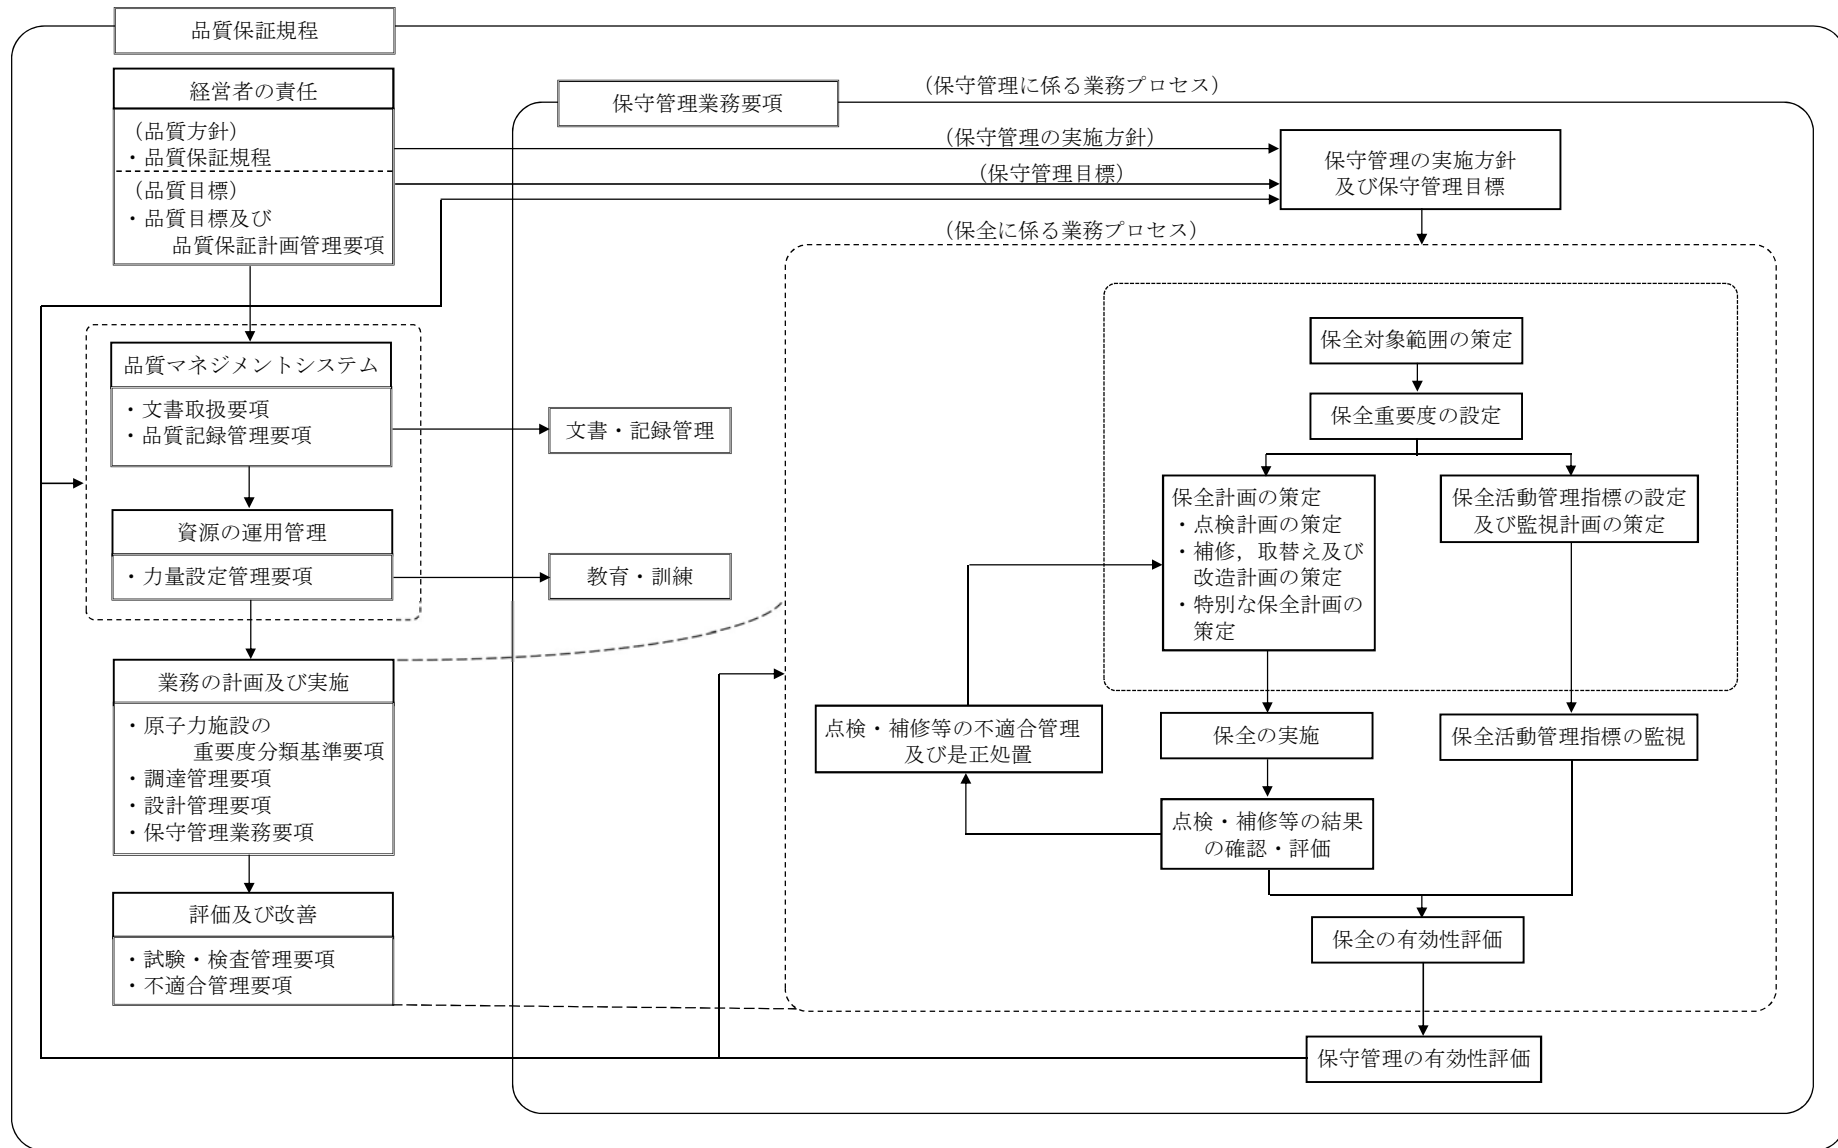 品質保証規程
経営者の責任
（品質方針）
・品質保証規程
（品質目標）
・品質目標及び
品質保証計画管理要項
品質マネジメントシステム
・文書取扱要項
・品質記録管理要項
資源の運用管理
・力量設定管理要項
業務の計画及び実施
・原子力施設の
重要度分類基準要項
・調達管理要項
・設計管理要項
・保守管理業務要項
評価及び改善
・試験・検査管理要項
・不適合管理要項
文書・記録管理
教育・訓練
保守管理業務要項
（保守管理に係る業務プロセス）
（保守管理の実施方針）
（保守管理目標）
保守管理の実施方針
及び保守管理目標
（保全に係る業務プロセス）
保全対象範囲の策定
保全重要度の設定
保全計画の策定
・点検計画の策定
・補修，取替え及び
改造計画の策定
・特別な保全計画の
策定
保全活動管理指標の設定
及び監視計画の策定
点検・補修等の不適合管理
及び是正処置
保全の実施
保全活動管理指標の監視
点検・補修等の結果
の確認・評価
保全の有効性評価
保守管理の有効性評価